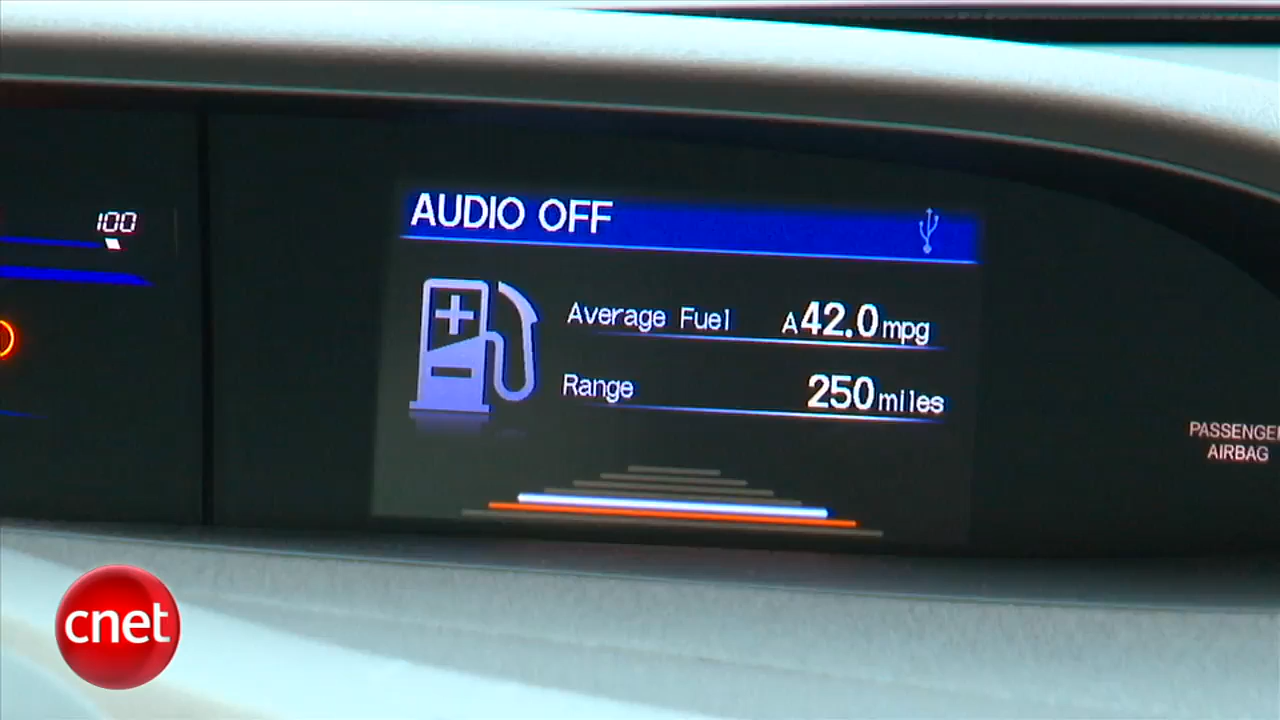 100
AUDIO OFF
Average Fuel A42.0mpg
Range 250miles
PASSENGER
AIRBAG
cnet